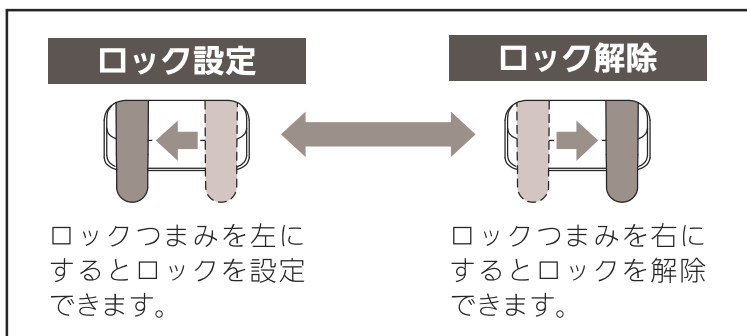 ロック設定
ロックつまみを左に
するとロックを設定
できます。
ロック解除
ロックつまみを右に
するとロックを解除
できます。